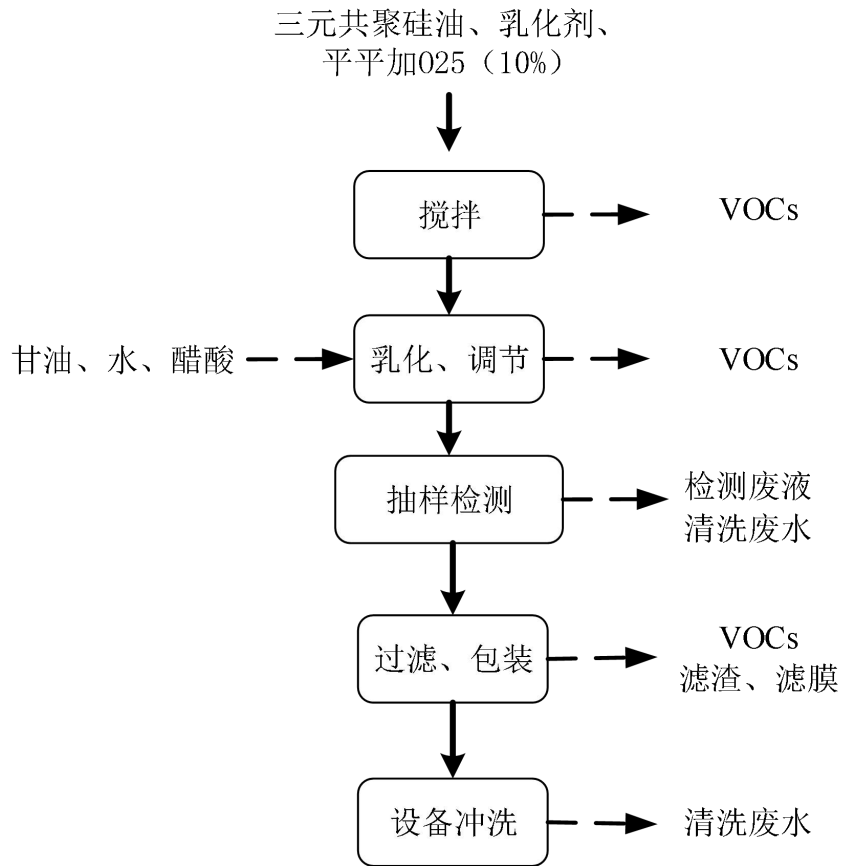 三元共聚硅油、乳化剂、
平平加O25（10%）
搅拌
VOCs
甘油、水、醋酸
乳化、调节
VOCs
抽样检测
检测废液
清洗废水
过滤、包装
VOCs
滤渣、滤膜
设备冲洗
清洗废水